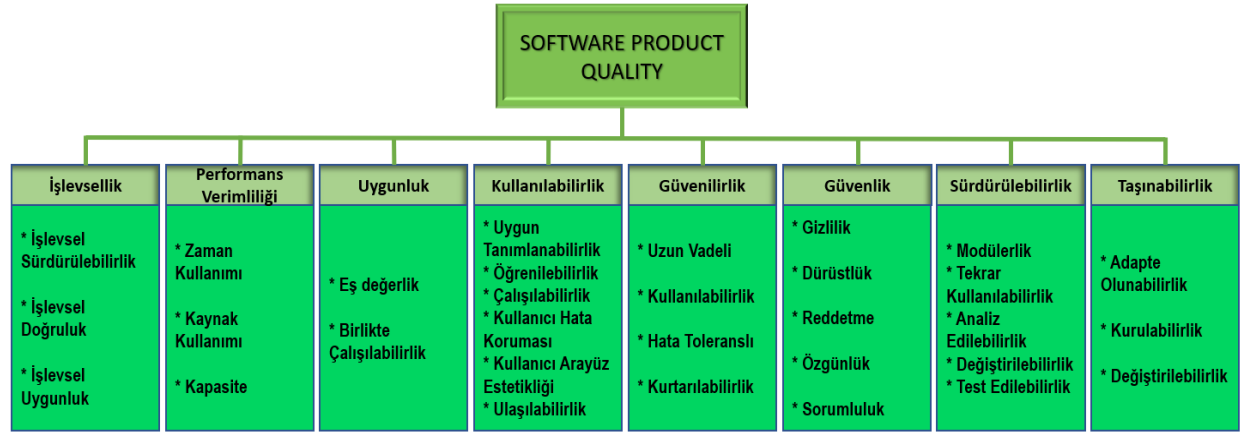 SOFTWARE PRODUCT
QUALITY
İşlevsellik
* İşlevsel
Sürdürülebilirlik
* İşlevsel
Doğruluk
* İşlevsel
Uygunluk
Performans
Verimliliği
* Zaman
Kullanımı
* Kaynak
Kullanımı
* Kapasite
Uygunluk
* Eş değerlik
* Birlikte
Çalışılabilirlik
Kullanılabilirlik
* Uygun
Tanımlanabilirlik
* Öğrenilebilirlik
* Çalışılabilirlik
* Kullanıcı Hata
Koruması
* Kullanıcı Arayüz
Estetikliği
* Ulaşılabilirlik
Güvenilirlik
* Uzun Vadeli
* Kullanılabilirlik
* Hata Toleranslı
* Kurtarılabilirlik
Güvenlik
* Gizlilik
* Dürüstlük
* Reddetme
* Özgünlük
* Sorumluluk
Sürdürülebilirlik
* Modülerlik
* Tekrar
Kullanılabilirlik
* Analiz
Edilebilirlik
* Değiştirilebilirlik
* Test Edilebilirlik
Taşınabilirlik
* Adapte
Olunabilirlik
* Kurulabilirlik
* Değiştirilebilirlik